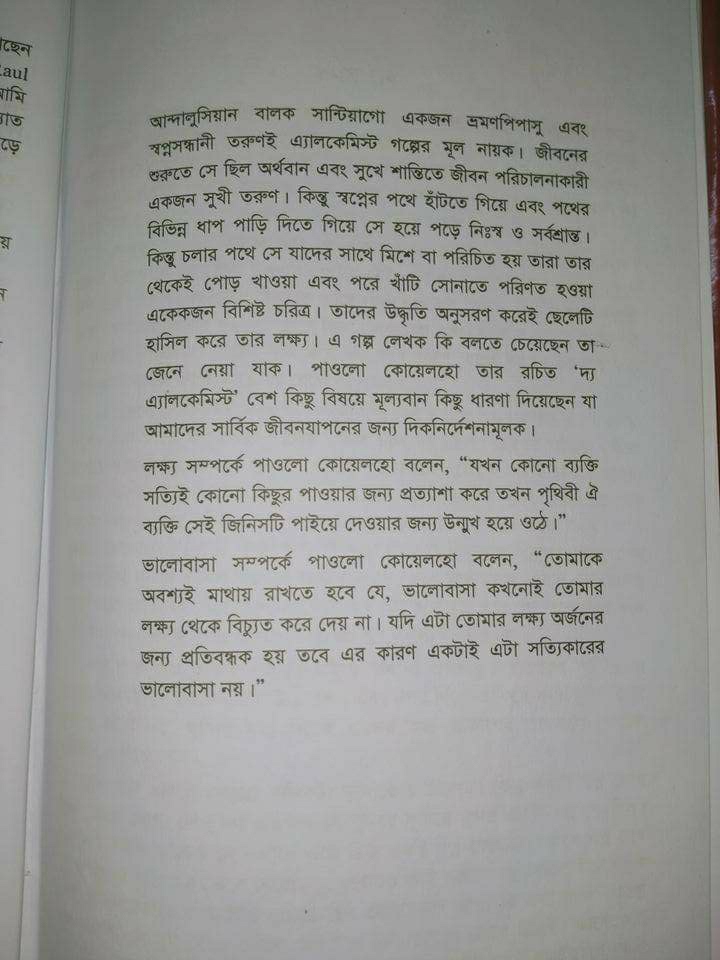 ছেন
aul
আমি
াত
ড়ে
য়
ন
আন্দালুসিয়ান বালক সান্টিয়াগো একজন ভ্রমণপিপাসু এবং
স্বপ্নসন্ধানী তরুণই এ্যালকেমিস্ট গল্পের মূল নায়ক। জীবনের
শুরুতে সে ছিল অর্থবান এবং সুখে শান্তিতে জীবন পরিচালনাকারী
একজন সুখী তরুণ। কিন্তু স্বপ্নের পথে হাঁটতে গিয়ে এবং পথের
বিভিন্ন ধাপ পাড়ি দিতে গিয়ে সে হয়ে পড়ে নিঃস্ব ও সর্বশ্রান্ত।
কিন্তু চলার পথে সে যাদের সাথে মিশে বা পরিচিত হয় তারা তার
থেকেই পোড় খাওয়া এবং পরে খাঁটি সোনাতে পরিণত হওয়া
একেকজন বিশিষ্ট চরিত্র। তাদের উদ্ধৃতি অনুসরণ করেই ছেলেটি
হাসিল করে তার লক্ষ্য। এ গল্প লেখক কি বলতে চেয়েছেন তা
জেনে নেয়া যাক। পাওলো কোয়েলহো তার রচিত ‘দ্য
এ্যালকেমিস্ট’ বেশ কিছু বিষয়ে মূল্যবান কিছু ধারণা দিয়েছেন যা
আমাদের সার্বিক জীবনযাপনের জন্য দিকনির্দেশনামূলক।
লক্ষ্য সম্পর্কে পাওলো কোয়েলহো বলেন, “যখন কোনো ব্যক্তি
সত্যিই কোনো কিছুর পাওয়ার জন্য প্রত্যাশা করে তখন পৃথিবী ঐ
ব্যক্তি সেই জিনিসটি পাইয়ে দেওয়ার জন্য উন্মুখ হয়ে ওঠে।”
ভালোবাসা সম্পর্কে পাওলো কোয়েলহো বলেন, “তোমাকে
অবশ্যই মাথায় রাখতে হবে যে, ভালোবাসা কখনোই তোমার
লক্ষ্য থেকে বিচ্যুত করে দেয় না। যদি এটা তোমার লক্ষ্য অর্জনের
জন্য প্রতিবন্ধক হয় তবে এর কারণ একটাই এটা সত্যিকারের
ভালোবাসা নয়।”